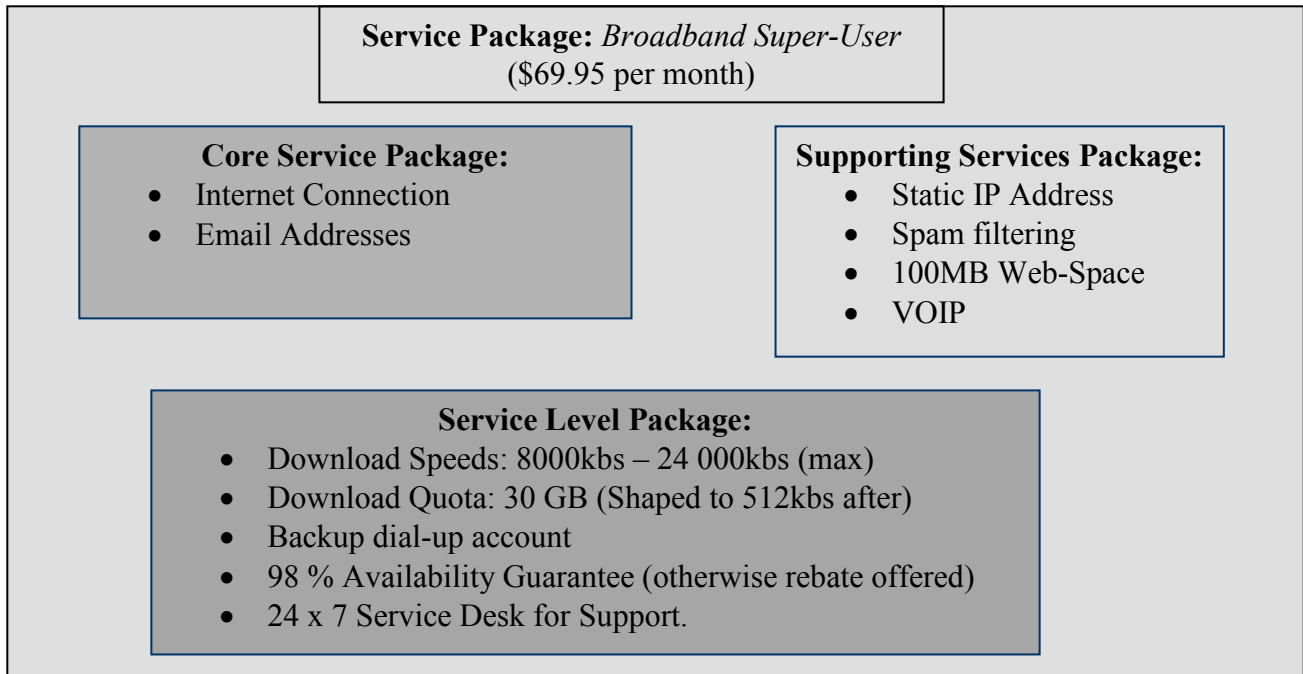 Service Package: Broadband Super-User
($69.95 per month)
Core Service Package:
• Internet Connection
• Email Addresses
Supporting Services Package:
• Static IP Address
• Spam filtering
• 100MB Web-Space
• VOIP
Service Level Package:
• Download Speeds: 8000kbs – 24 000kbs (max)
• Download Quota: 30 GB (Shaped to 512kbs after)
• Backup dial-up account
• 98 % Availability Guarantee (otherwise rebate offered)
• 24 x 7 Service Desk for Support.